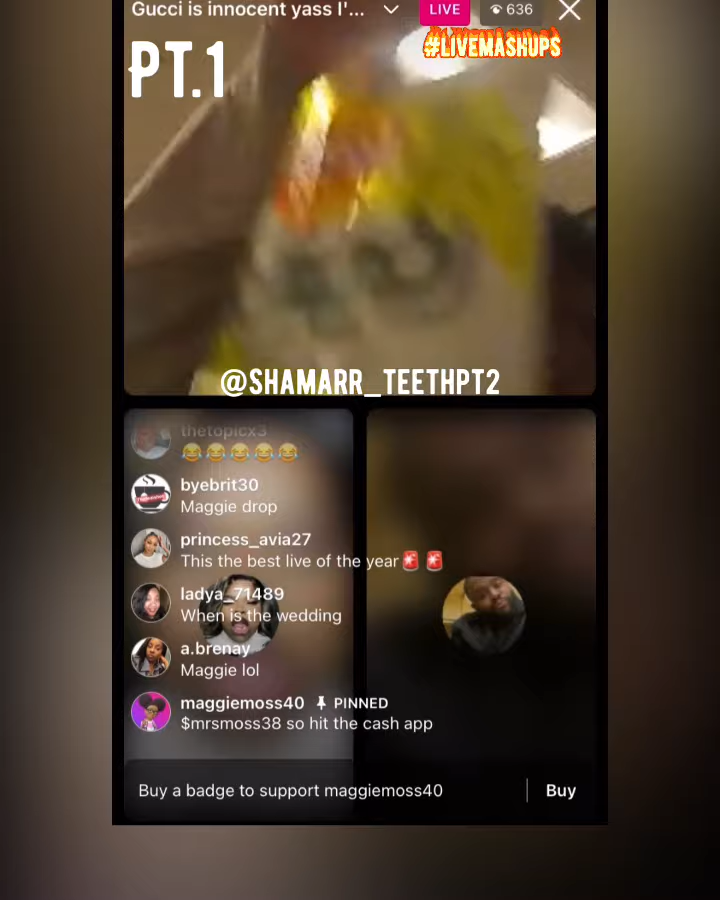 Gucci is innocent yass I'...
LIVE
636
#LIVEMASHUPS
PT.1
@SHAMARR_TEETHPT2
thetopicx3
😂😂😂😂😂
byebrit30
Maggie drop
princess_avia27
This the best live of the year🚨🚨
ladya_71489
When is the wedding
a.brenay
Maggie lol
maggiemoss40 📌 PINNED
$mrsmoss38 so hit the cash app
Buy a badge to support maggiemoss40
Buy